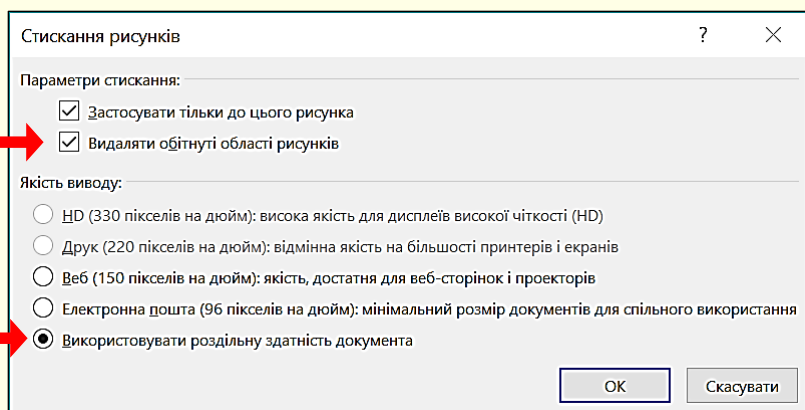 Стискання рисунків ?
Параметри стискання:
Застосувати тільки до цього рисунка
Видаляти обітнуті області рисунків
Якість виводу:
HD (330 пікселів на дюйм): висока якість для дисплеїв високої чіткості (HD)
Друк (220 пікселів на дюйм): відмінна якість на більшості принтерів і екранів
Веб (150 пікселів на дюйм): якість, достатня для веб-сторінок і проекторів
Електронна пошта (96 пікселів на дюйм): мінімальний розмір документів для спільного використання
Використовувати роздільну здатність документа
ОК Скасувати